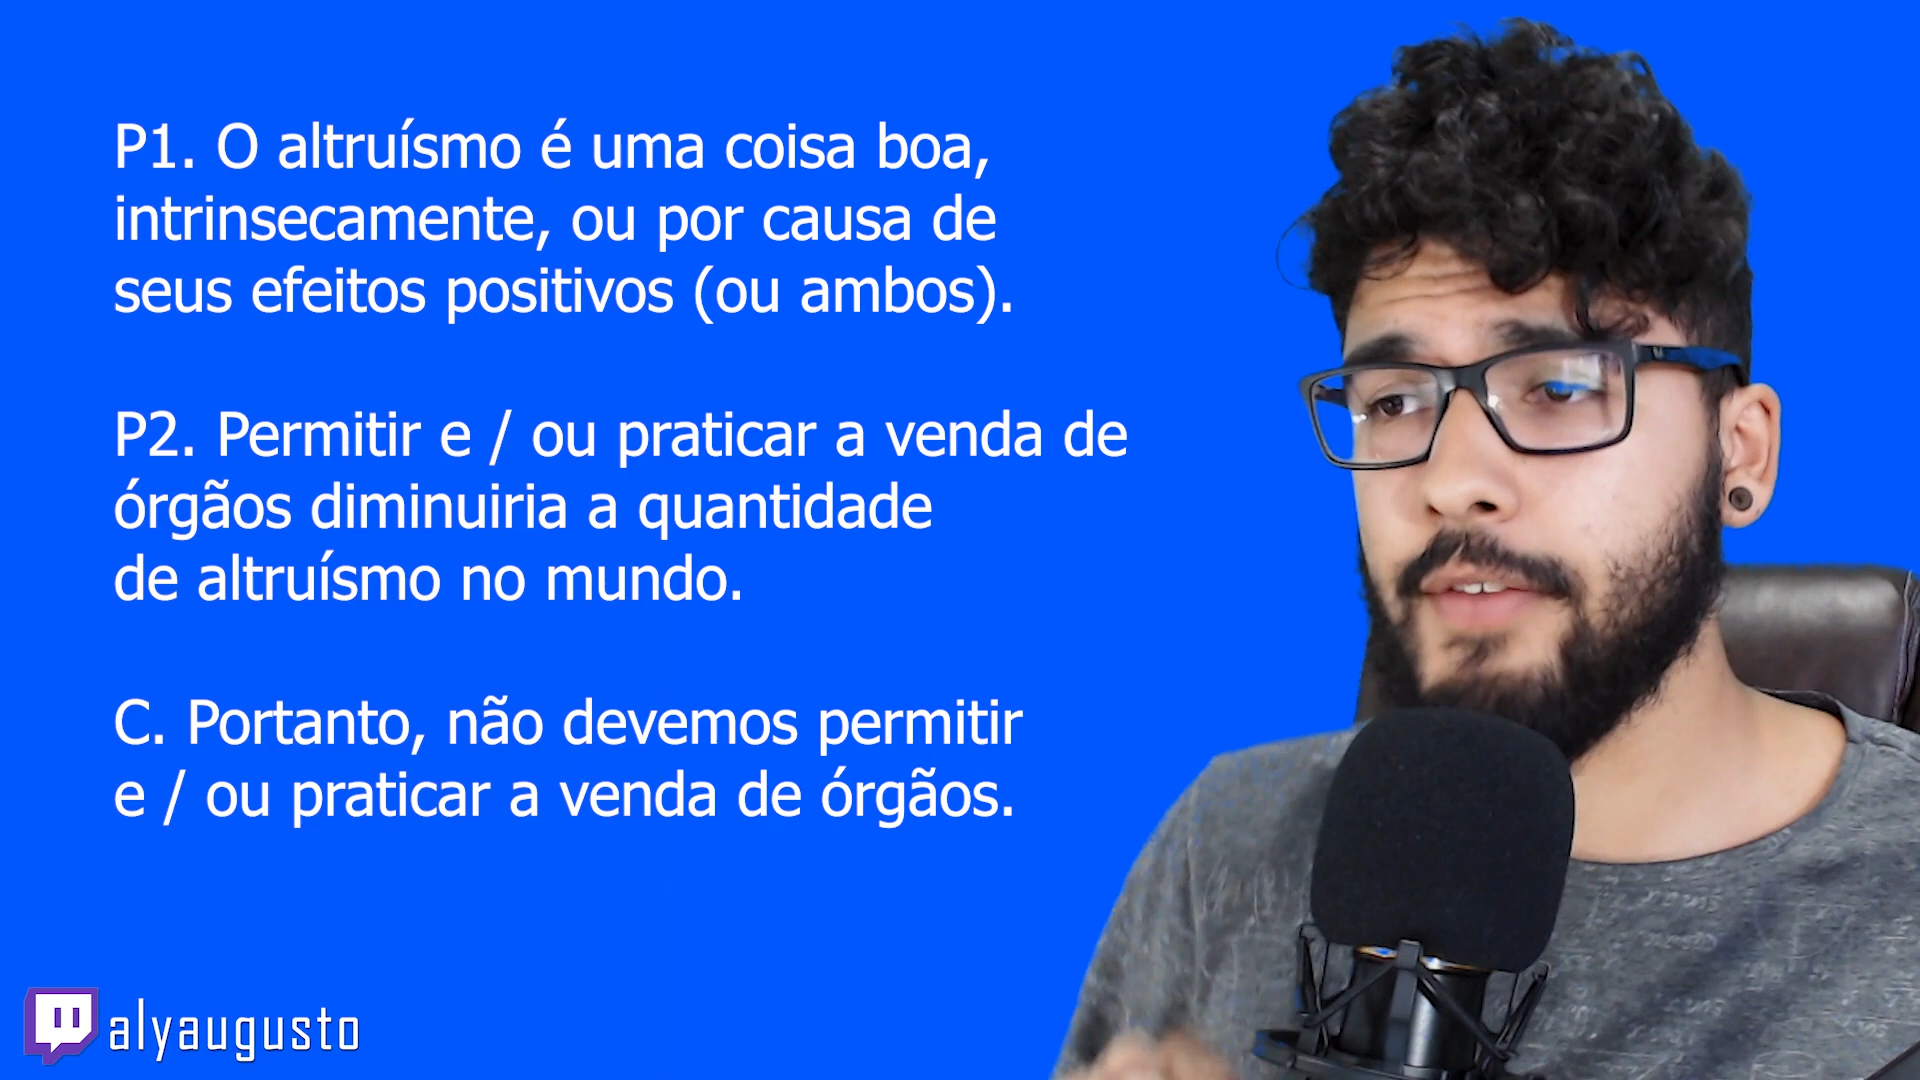 P1. O altruísmo é uma coisa boa,
intrinsecamente, ou por causa de
seus efeitos positivos (ou ambos).
P2. Permitir e / ou praticar a venda de
órgãos diminuiria a quantidade
de altruísmo no mundo.
C. Portanto, não devemos permitir
e / ou praticar a venda de órgãos.
alyaugusto